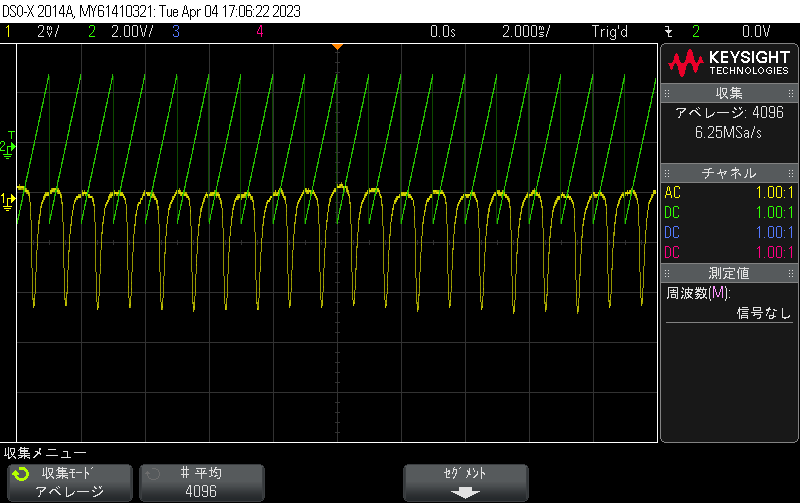 DSO-X 2014A, MY61410321: Tue Apr 04 17:06:22 2023
1 2㎷/ 2 2.00V/ 3 4 0.0s 2.000㎳/ Trig'd 2 0.0V
KEYSIGHT
TECHNOLOGIES
収集
アベレージ: 4096
6.25MSa/s
チャネル
AC 1.00:1
DC 1.00:1
DC 1.00:1
DC 1.00:1
測定値
周波数(M):
信号なし
T
2
1
収集メニュー
収集ﾓｰﾄﾞ
アベレージ
# 平均
4096
ｾｸﾞﾒﾝﾄ